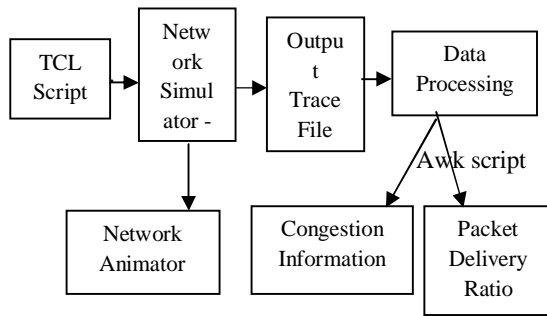 TCL
Script
Netw
ork
Simul
ator -
Outpu
t
Trace
File
Data
Processing
Awk script
Network
Animator
Congestion
Information
Packet
Delivery
Ratio